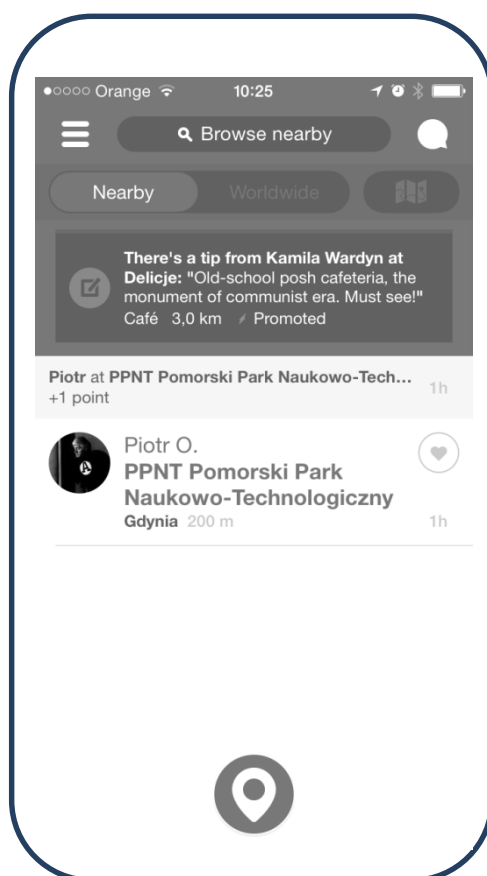 Orange 10:25
Browse nearby
Nearby Worldwide
There's a tip from Kamila Wardyn at
Delicje: "Old-school posh cafeteria, the
monument of communist era. Must see!"
Café 3,0 km Promoted
Piotr at PPNT Pomorski Park Naukowo-Tech... 1h
+1 point
Piotr O.
PPNT Pomorski Park
Naukowo-Technologiczny
Gdynia 200 m 1h